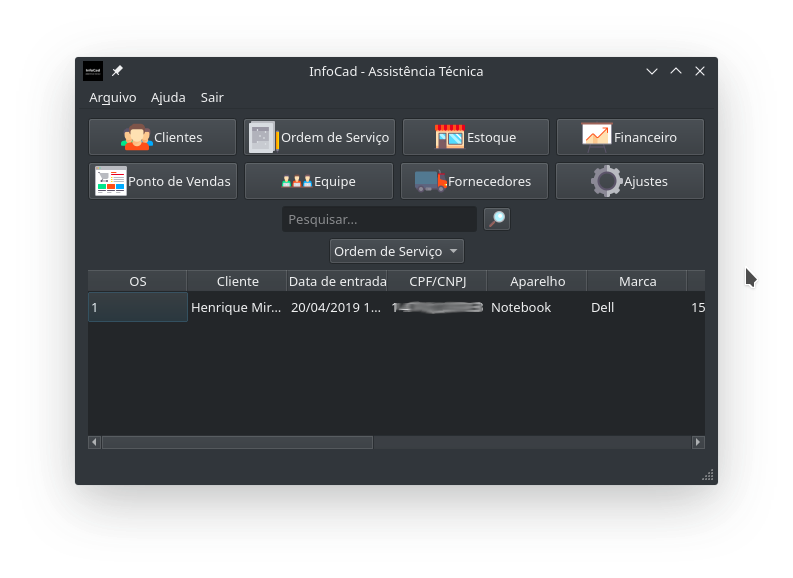 InfoCad - Assistência Técnica
Arquivo Ajuda Sair
Clientes Ordem de Serviço Estoque Financeiro
Ponto de Vendas Equipe Fornecedores Ajustes
Pesquisar...
Ordem de Serviço
OS Cliente Data de entrada CPF/CNPJ Aparelho Marca
1 Henrique Mir... 20/04/2019 1... Notebook Dell 15